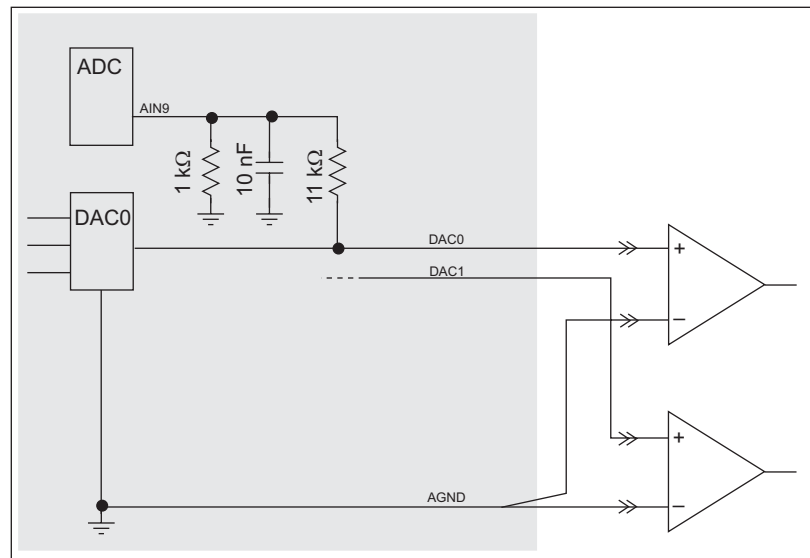 ADC
AIN9
1 kΩ
10 nF
11 kΩ
DAC0
DAC0
DAC1
AGND
+
−
+
−